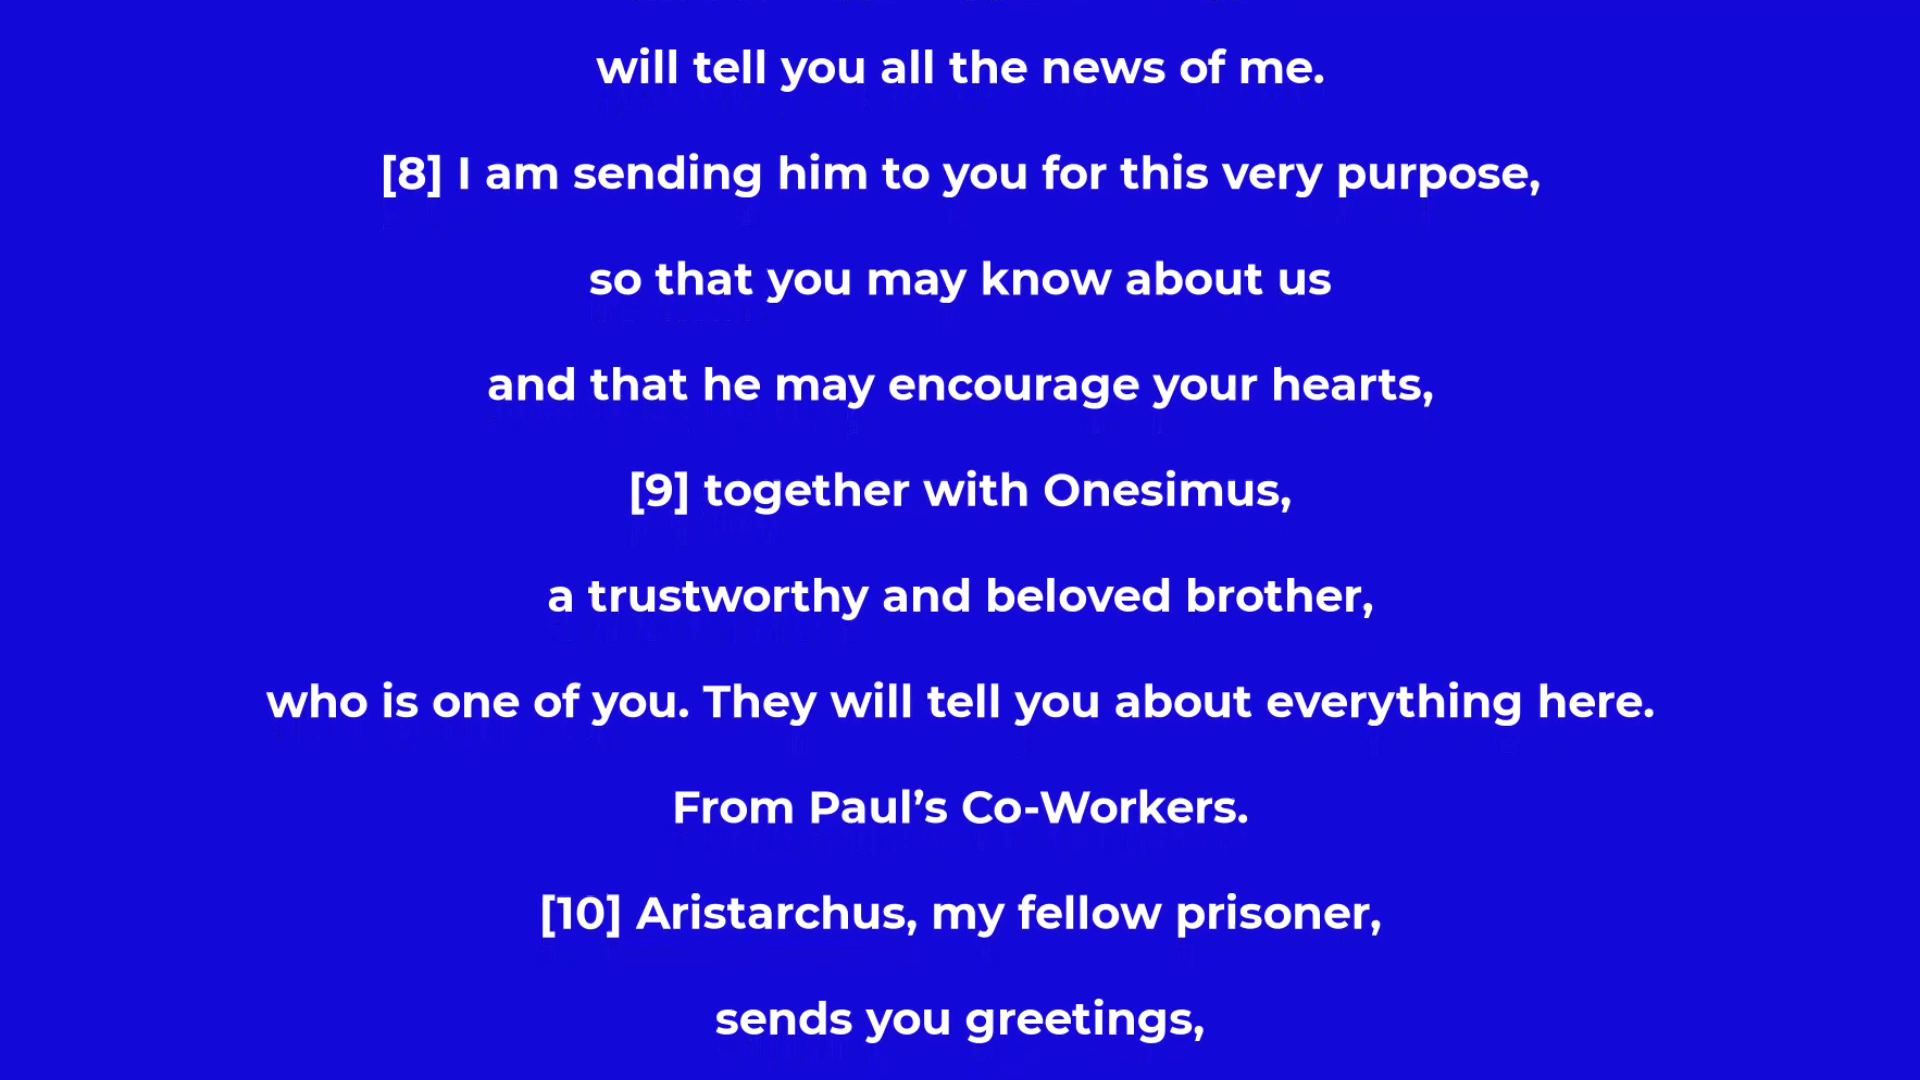 will tell you all the news of me.
[8] I am sending him to you for this very purpose,
so that you may know about us
and that he may encourage your hearts,
[9] together with Onesimus,
a trustworthy and beloved brother,
who is one of you. They will tell you about everything here.
From Paul’s Co-Workers.
[10] Aristarchus, my fellow prisoner,
sends you greetings,